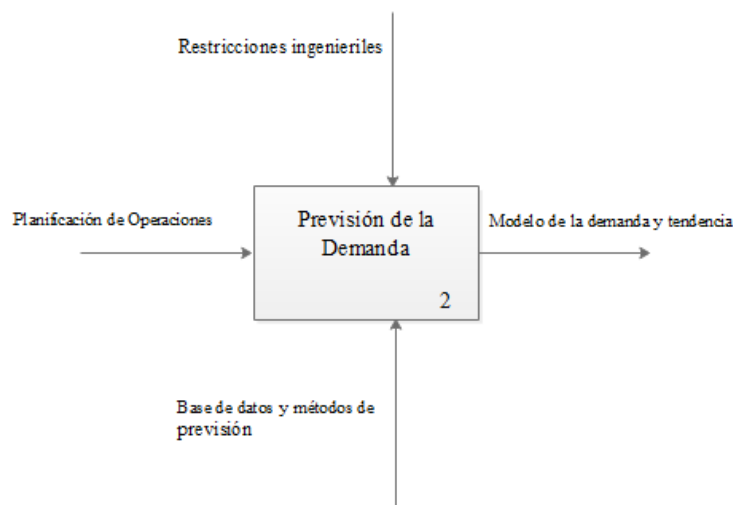 Restricciones ingenieriles
Planificación de Operaciones
Previsión de la
Demanda
2
Modelo de la demanda y tendencia
Base de datos y métodos de
previsión